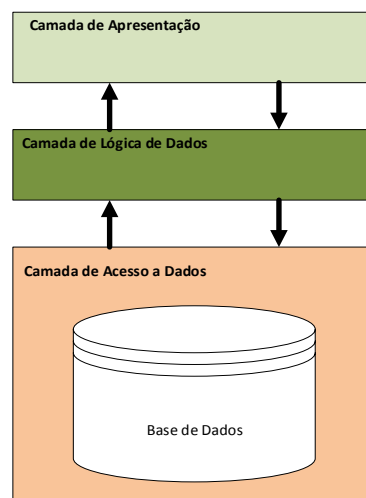 Camada de Apresentação
Camada de Lógica de Dados
Camada de Acesso a Dados
Base de Dados